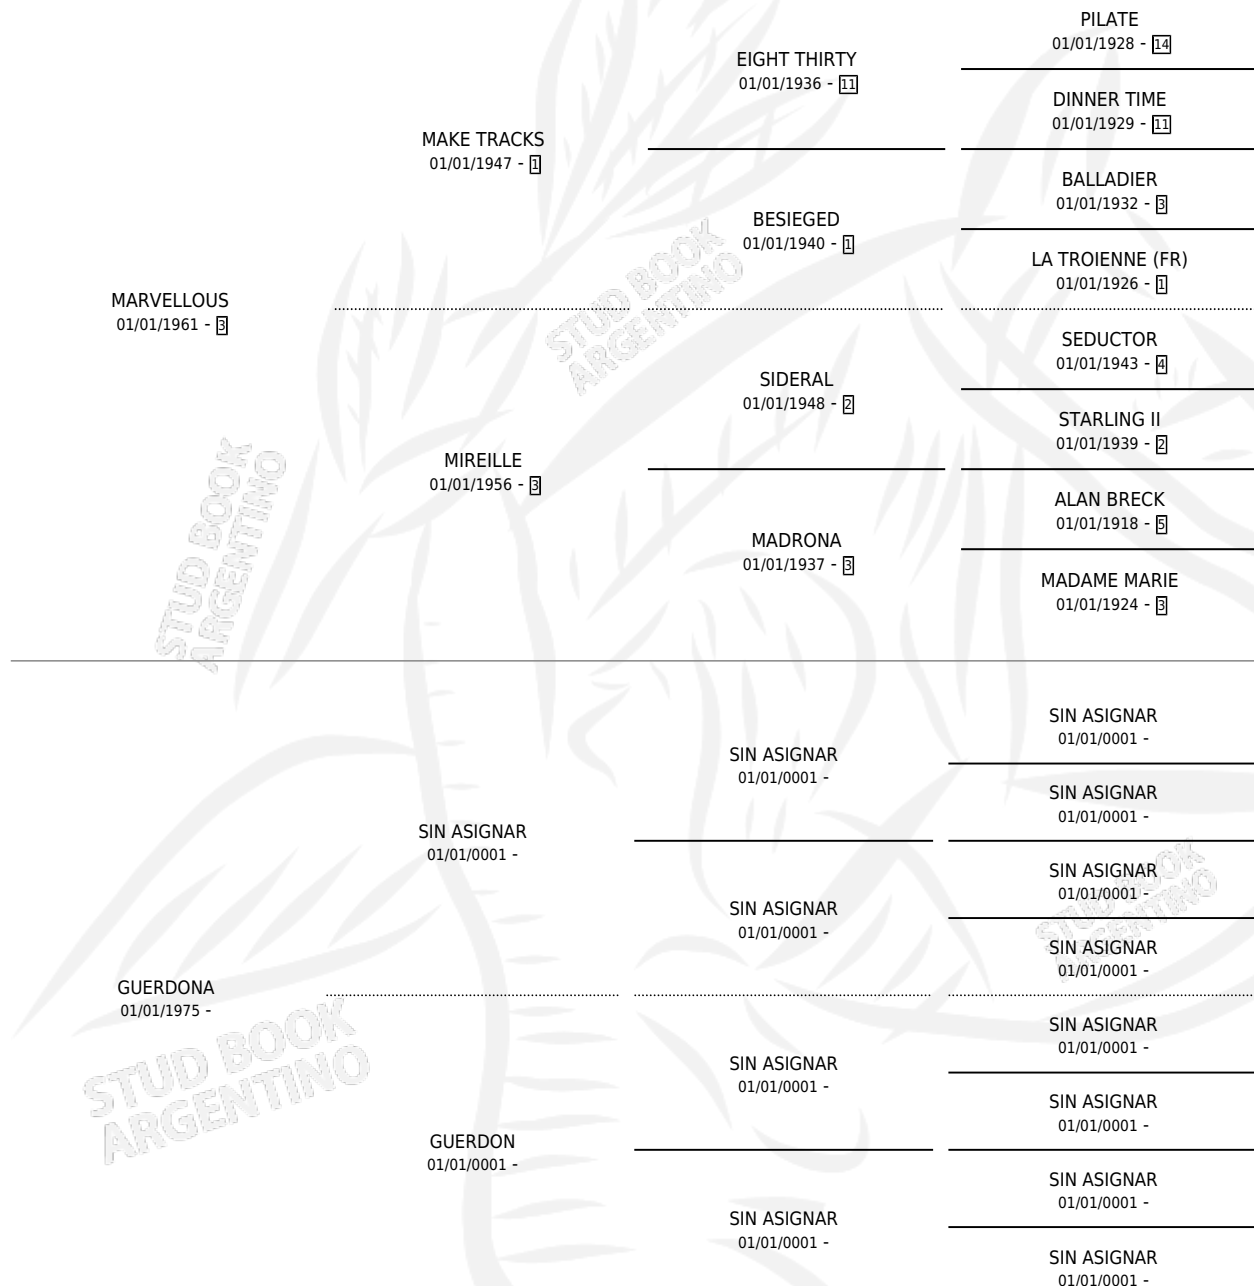 PILATE
01/01/1928 - 14
EIGHT THIRTY
01/01/1936 - 11
DINNER TIME
01/01/1929 - 11
MAKE TRACKS
01/01/1947 - 1
BALLADIER
01/01/1932 - 3
BESIEGED
01/01/1940 - 1
LA TROIENNE (FR)
01/01/1926 - 1
MARVELLOUS
01/01/1961 - 3
STUD BOOK
ARGENTINO
SEDUCTOR
01/01/1943 - 4
SIDERAL
01/01/1948 - 2
STARLING II
01/01/1939 - 2
MIREILLE
01/01/1956 - 3
ALAN BRECK
01/01/1918 - 5
MADRONA
01/01/1937 - 3
MADAME MARIE
01/01/1924 - 3
STUD BOOK
ARGENTINO
SIN ASIGNAR
01/01/0001 -
SIN ASIGNAR
01/01/0001 -
SIN ASIGNAR
01/01/0001 -
SIN ASIGNAR
01/01/0001 -
SIN ASIGNAR
01/01/0001 -
SIN ASIGNAR
01/01/0001 -
SIN ASIGNAR
01/01/0001 -
STUD BOOK
ARGENTINO
GUERDONA
01/01/1975 -
STUD BOOK
ARGENTINO
SIN ASIGNAR
01/01/0001 -
SIN ASIGNAR
01/01/0001 -
SIN ASIGNAR
01/01/0001 -
GUERDON
01/01/0001 -
SIN ASIGNAR
01/01/0001 -
SIN ASIGNAR
01/01/0001 -
SIN ASIGNAR
01/01/0001 -